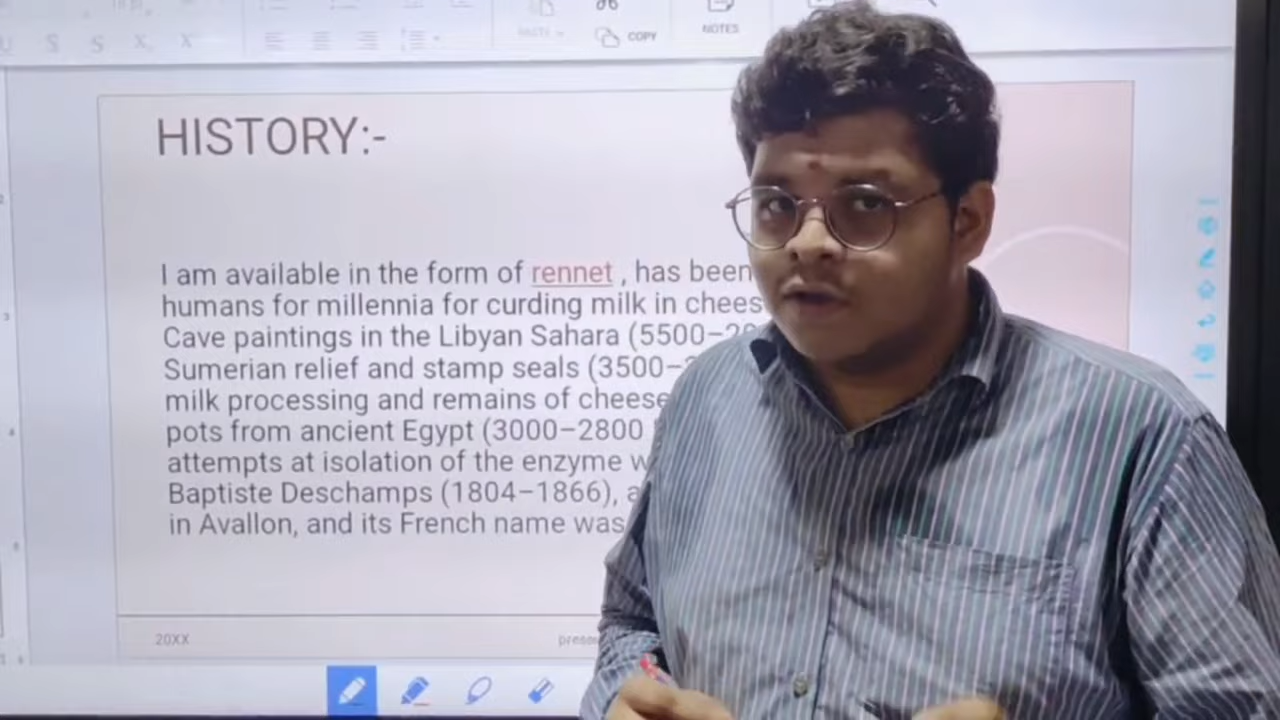 PASTE
COPY
NOTES
HISTORY:-
I am available in the form of rennet , has been
humans for millennia for curding milk in chees
Cave paintings in the Libyan Sahara (5500–20
Sumerian relief and stamp seals (3500–
milk processing and remains of cheese
pots from ancient Egypt (3000–2800
attempts at isolation of the enzyme w
Baptiste Deschamps (1804–1866), a
in Avallon, and its French name was
20XX